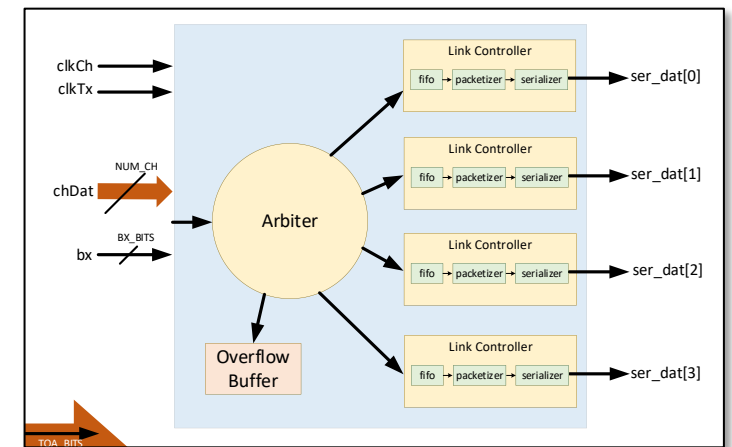 clkCh
clkTx
NUM_CH
chDat
BX_BITS
bx
Arbiter
Overflow
Buffer
Link Controller
fifo packetizer serializer
ser_dat[0]
Link Controller
fifo packetizer serializer
ser_dat[1]
Link Controller
fifo packetizer serializer
ser_dat[2]
Link Controller
fifo packetizer serializer
ser_dat[3]
TOA_BITS